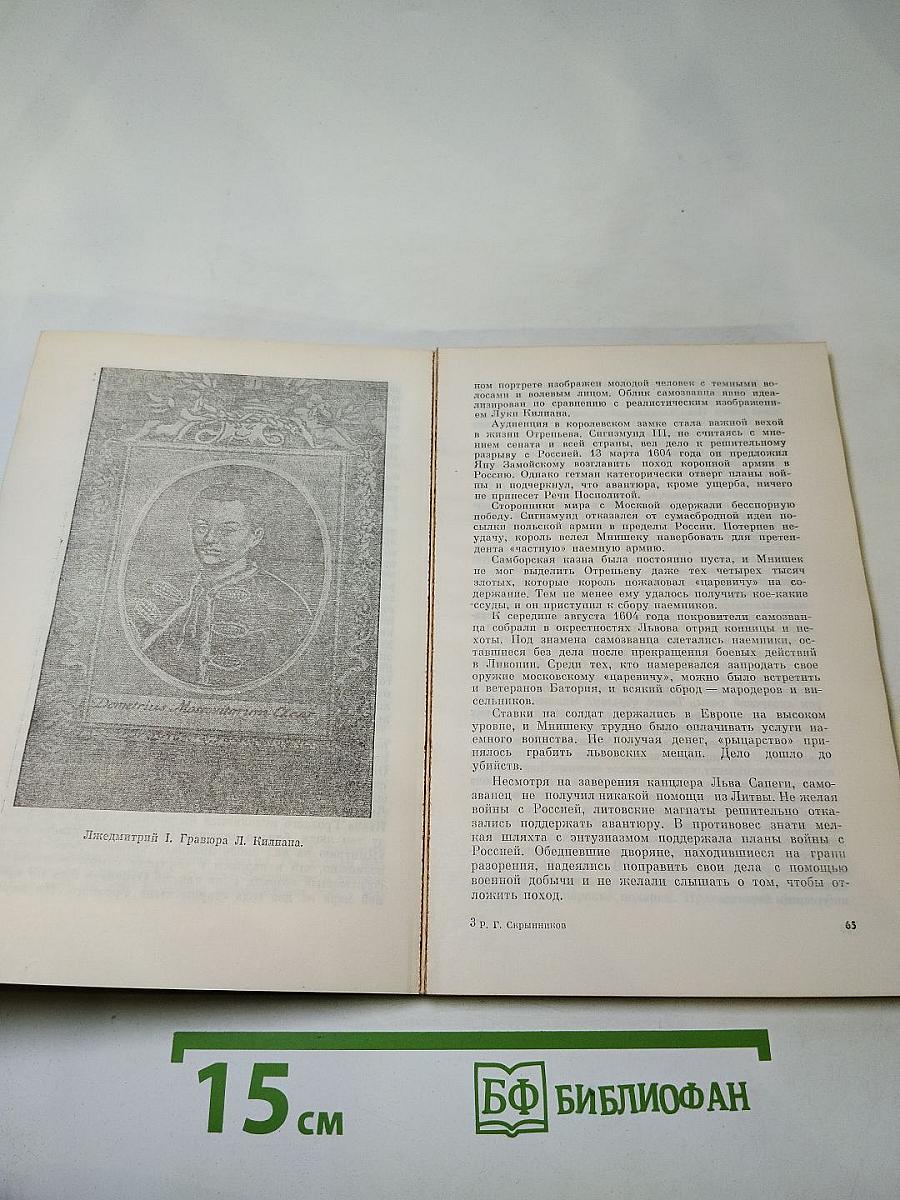 Demetrius Moscovitorum Czcar
Лжедмитрий I. Гравюра Л. Килиана.
ном портрете изображен молодой человек с темными во-
лосами и волевым лицом. Облик самозванца явно идеа-
лизирован по сравнению с реалистическим изображени-
ем Луки Килиана.
Аудиенция в королевском замке стала важной вехой
в жизни Отрепьева. Сигизмунд III, не считаясь с мне-
нием сената и всей страны, вел дело к решительному
разрыву с Россией. 13 марта 1604 года он предложил
Яну Замойскому возглавить поход коронной армии в
Россию. Однако гетман категорически отверг планы вой-
ны и подчеркнул, что авантюра, кроме ущерба, ничего
не принесет Речи Посполитой.
Сторонники мира с Москвой одержали бесспорную
победу. Сигизмунд отказался от сумасбродной идеи по-
сылки польской армии в пределы России. Потерпев не-
удачу, король велел Мнишеку навербовать для претен-
дента «частную» наемную армию.
Самборская казна была постоянно пуста, и Мнишек
не мог выделить Отрепьеву даже тех четырех тысяч
злотых, которые король пожаловал «царевичу» на со-
держание. Тем не менее ему удалось получить кое-какие
ссуды, и он приступил к сбору наемников.
К середине августа 1604 года покровители самозван-
ца собрали в окрестностях Львова отряд конницы и пе-
хоты. Под знамена самозванца слетались наемники, ос-
тавшиеся без дела после прекращения боевых действий
в Ливонии. Среди тех, кто намеревался запродать свое
оружие московскому «царевичу», можно было встретить
и ветеранов Батория, и всякий сброд — мародеров и ви-
сельников.
Ставки на солдат держались в Европе на высоком
уровне, и Мнишеку трудно было оплачивать услуги на-
емного воинства. Не получая денег, «рыцарство» при-
нялось грабить львовских мещан. Дело дошло до
убийств.
Несмотря на заверения канцлера Льва Сапеги, само-
званец не получил никакой помощи из Литвы. Не желая
войны с Россией, литовские магнаты решительно отка-
зались поддержать авантюру. В противовес знати мел-
кая шляхта с энтузиазмом поддержала планы войны с
Россией. Обедневшие дворяне, находившиеся на грани
разорения, надеялись поправить свои дела с помощью
военной добычи и не желали слышать о том, чтобы от-
ложить поход.
3 Р. Г. Скрынников
65
15 см
БФ БИБЛИОФАН